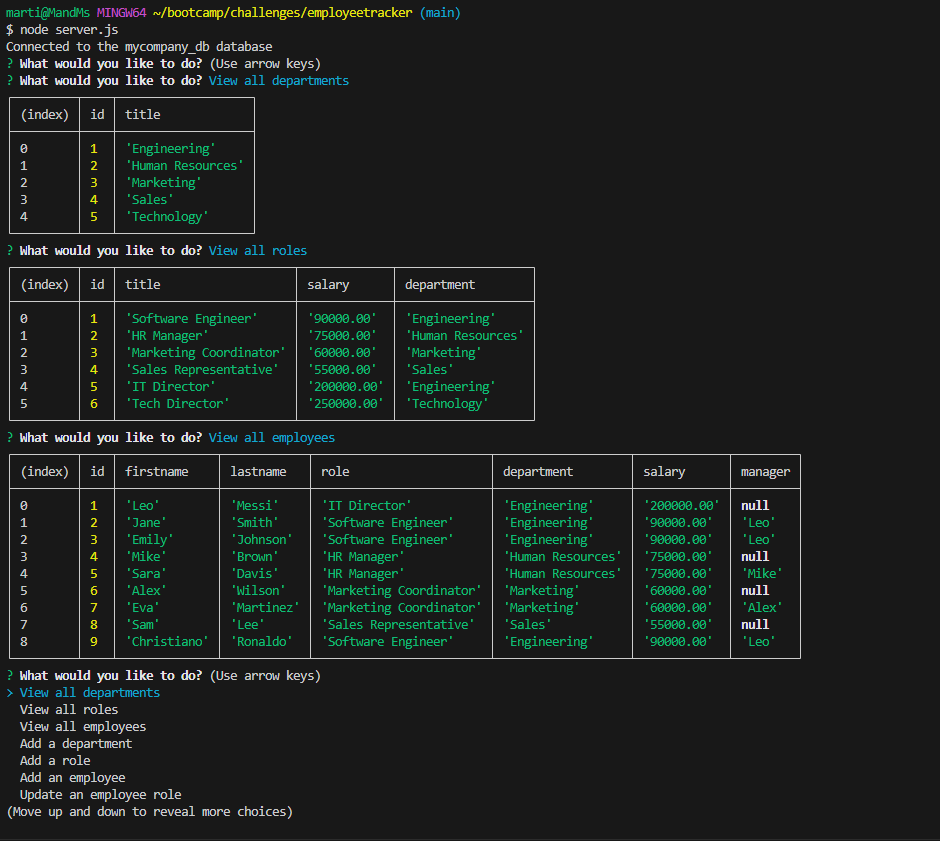 marti@MandMs MINGW64 ~/bootcamp/challenges/employeetracker (main)
$ node server.js
Connected to the mycompany_db database
? What would you like to do? (Use arrow keys)
? What would you like to do? View all departments
(index) id title
0 1 'Engineering'
1 2 'Human Resources'
2 3 'Marketing'
3 4 'Sales'
4 5 'Technology'
? What would you like to do? View all roles
(index) id title salary department
0 1 'Software Engineer' '90000.00' 'Engineering'
1 2 'HR Manager' '75000.00' 'Human Resources'
2 3 'Marketing Coordinator' '60000.00' 'Marketing'
3 4 'Sales Representative' '55000.00' 'Sales'
4 5 'IT Director' '200000.00' 'Engineering'
5 6 'Tech Director' '250000.00' 'Technology'
? What would you like to do? View all employees
(index) id firstname lastname role department salary manager
0 1 'Leo' 'Messi' 'IT Director' 'Engineering' '200000.00' null
1 2 'Jane' 'Smith' 'Software Engineer' 'Engineering' '90000.00' 'Leo'
2 3 'Emily' 'Johnson' 'Software Engineer' 'Engineering' '90000.00' 'Leo'
3 4 'Mike' 'Brown' 'HR Manager' 'Human Resources' '75000.00' null
4 5 'Sara' 'Davis' 'HR Manager' 'Human Resources' '75000.00' 'Mike'
5 6 'Alex' 'Wilson' 'Marketing Coordinator' 'Marketing' '60000.00' null
6 7 'Eva' 'Martinez' 'Marketing Coordinator' 'Marketing' '60000.00' 'Alex'
7 8 'Sam' 'Lee' 'Sales Representative' 'Sales' '55000.00' null
8 9 'Christiano' 'Ronaldo' 'Software Engineer' 'Engineering' '90000.00' 'Leo'
? What would you like to do? (Use arrow keys)
> View all departments
View all roles
View all employees
Add a department
Add a role
Add an employee
Update an employee role
(Move up and down to reveal more choices)